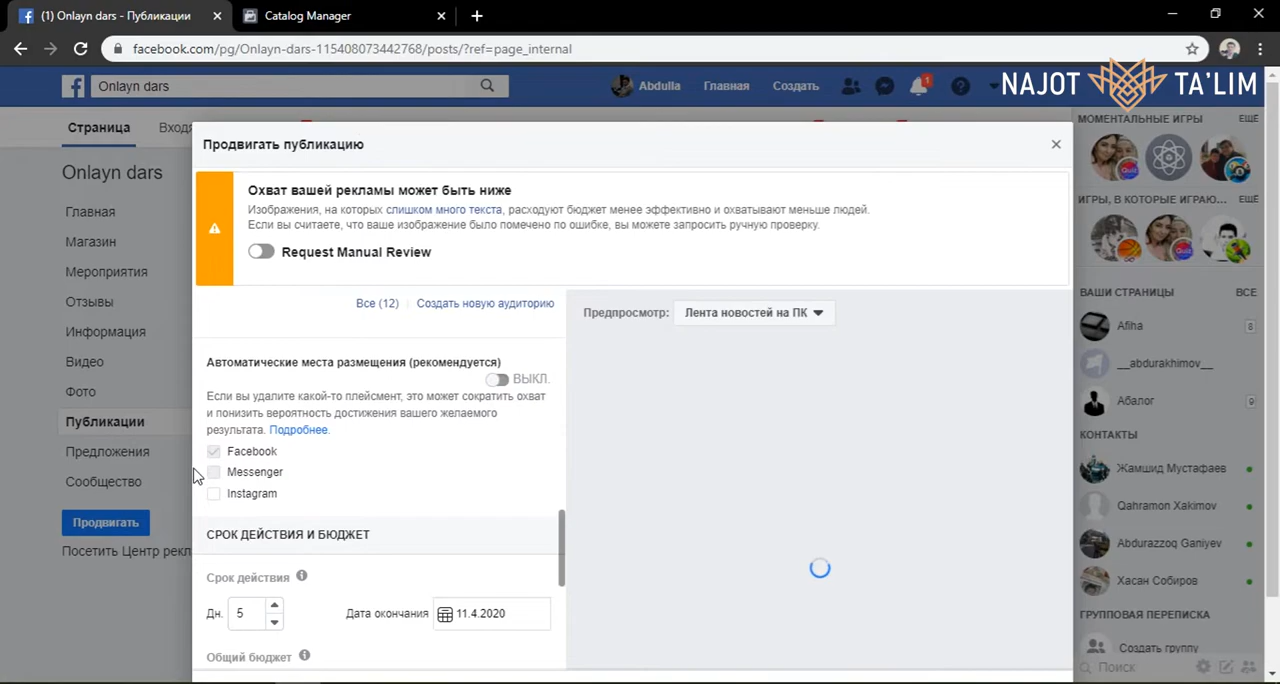 (1) Onlayn dars - Публикации
Catalog Manager
facebook.com/pg/Onlayn-dars-115408073442768/posts/?ref=page_internal
Onlayn dars
Abdulla
Главная
Создать
1
NAJOT TA'LIM
Страница
Onlayn dars
Главная
Магазин
Мероприятия
Отзывы
Информация
Видео
Фото
Публикации
Предложения
Сообщество
Продвигать
Продвигать публикацию
Охват вашей рекламы может быть ниже
Изображения, на которых слишком много текста, расходуют бюджет менее эффективно и охватывают меньше людей.
Если вы считаете, что ваше изображение было помечено по ошибке, вы можете запросить ручную проверку.
Request Manual Review
Все (12)
Создать новую аудиторию
Автоматические места размещения (рекомендуется)
ВЫКЛ.
Если вы удалите какой-то плейсмент, это может сократить охват
и понизить вероятность достижения вашего желаемого
результата. Подробнее.
Facebook
Messenger
Instagram
СРОК ДЕЙСТВИЯ И БЮДЖЕТ
Срок действия
Дн. 5
Дата окончания 11.4.2020
Общий бюджет
Предпросмотр: Лента новостей на ПК
МОМЕНТАЛЬНЫЕ ИГРЫ ЕЩЁ
ИГРЫ, В КОТОРЫЕ ИГРАЮ... ЕЩЁ
ВАШИ СТРАНИЦЫ ВСЕ
Afiha 8
__abdurakhimov__
Абалог 9
КОНТАКТЫ
Жамшид Мустафаев
Qahramon Xakimov
Abdurazzoq Ganiyev
Хасан Собиров
ГРУППОВАЯ ПЕРЕПИСКА
Создать группу
Поиск